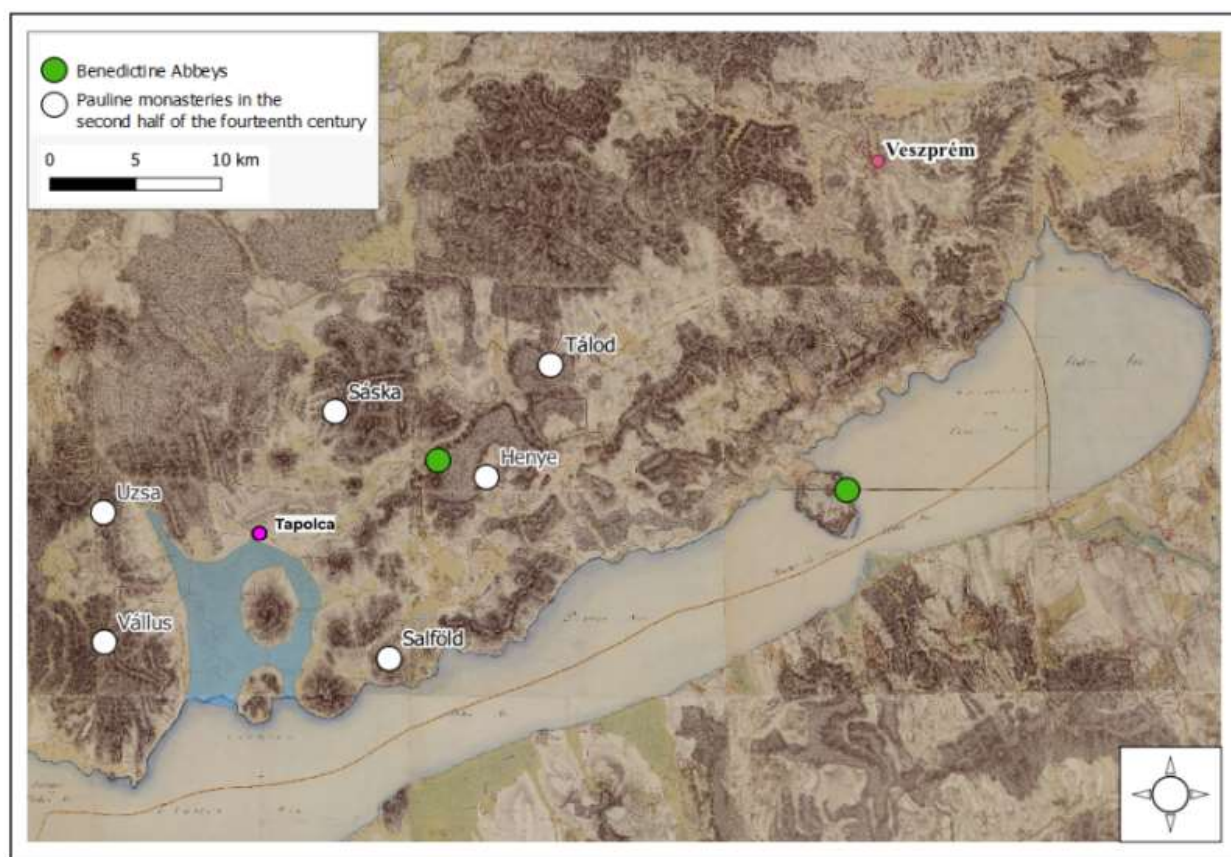 Benedictine Abbeys
Pauline monasteries in the
second half of the fourteenth century
0 5 10 km
Veszprém
Tálod
Sáska
Henye
Uzsa
Tapolca
Vállus
Salföld